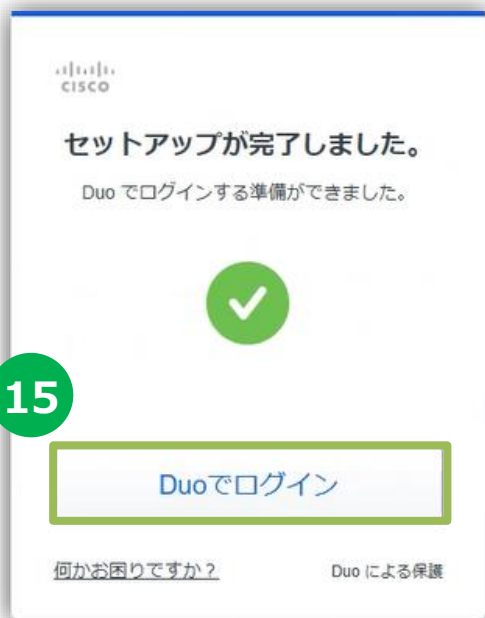 CISCO
セットアップが完了しました。
Duo でログインする準備ができました。
15
Duoでログイン
何かお困りですか？
Duo による保護